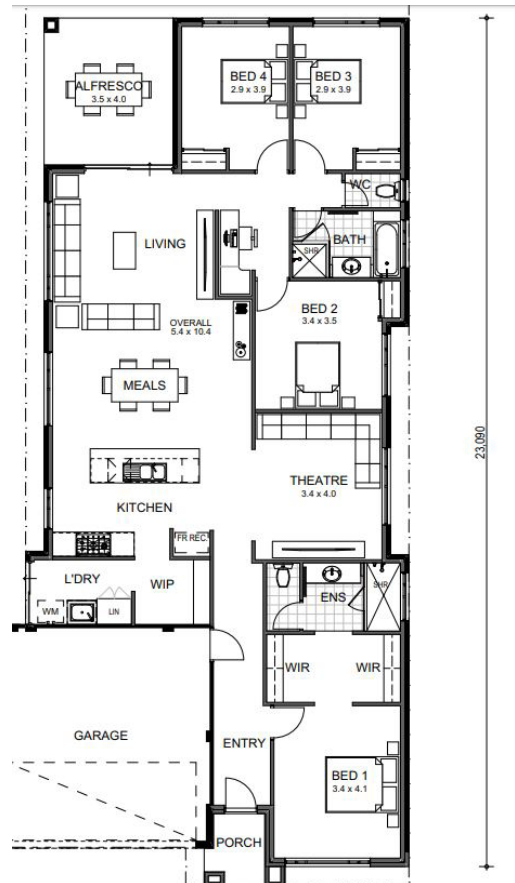 BED 4
2.9 x 3.9
BED 3
2.9 x 3.9
ALFRESCO
3.5 x 4.0
WC
LIVING
BATH
SHR
BED 2
3.4 x 3.5
OVERALL
5.4 x 10.4
MEALS
23,090
THEATRE
3.4 x 4.0
KITCHEN
FR REC.
L'DRY
WIP
WM
LIN
SHR
ENS
WIR
WIR
GARAGE
ENTRY
BED 1
3.4 x 4.1
PORCH